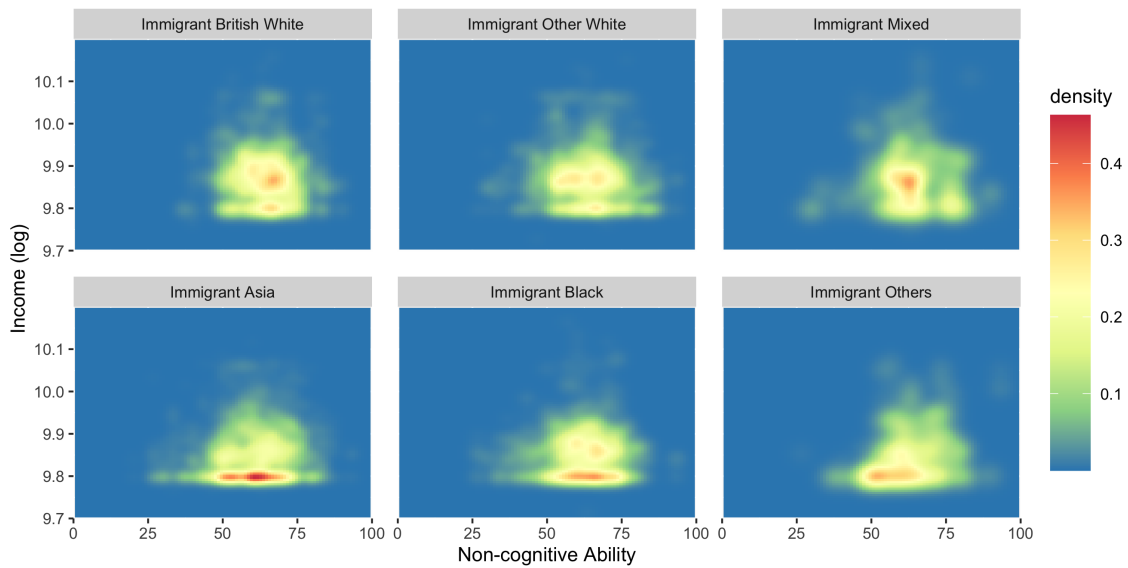 Immigrant British White
Immigrant Other White
Immigrant Mixed
10.1
10.0
9.9
9.8
9.7
Immigrant Asia
Immigrant Black
Immigrant Others
10.1
10.0
9.9
9.8
9.7
0 25 50 75 100
0 25 50 75 100
0 25 50 75 100
Non-cognitive Ability
Income (log)
density
0.4
0.3
0.2
0.1